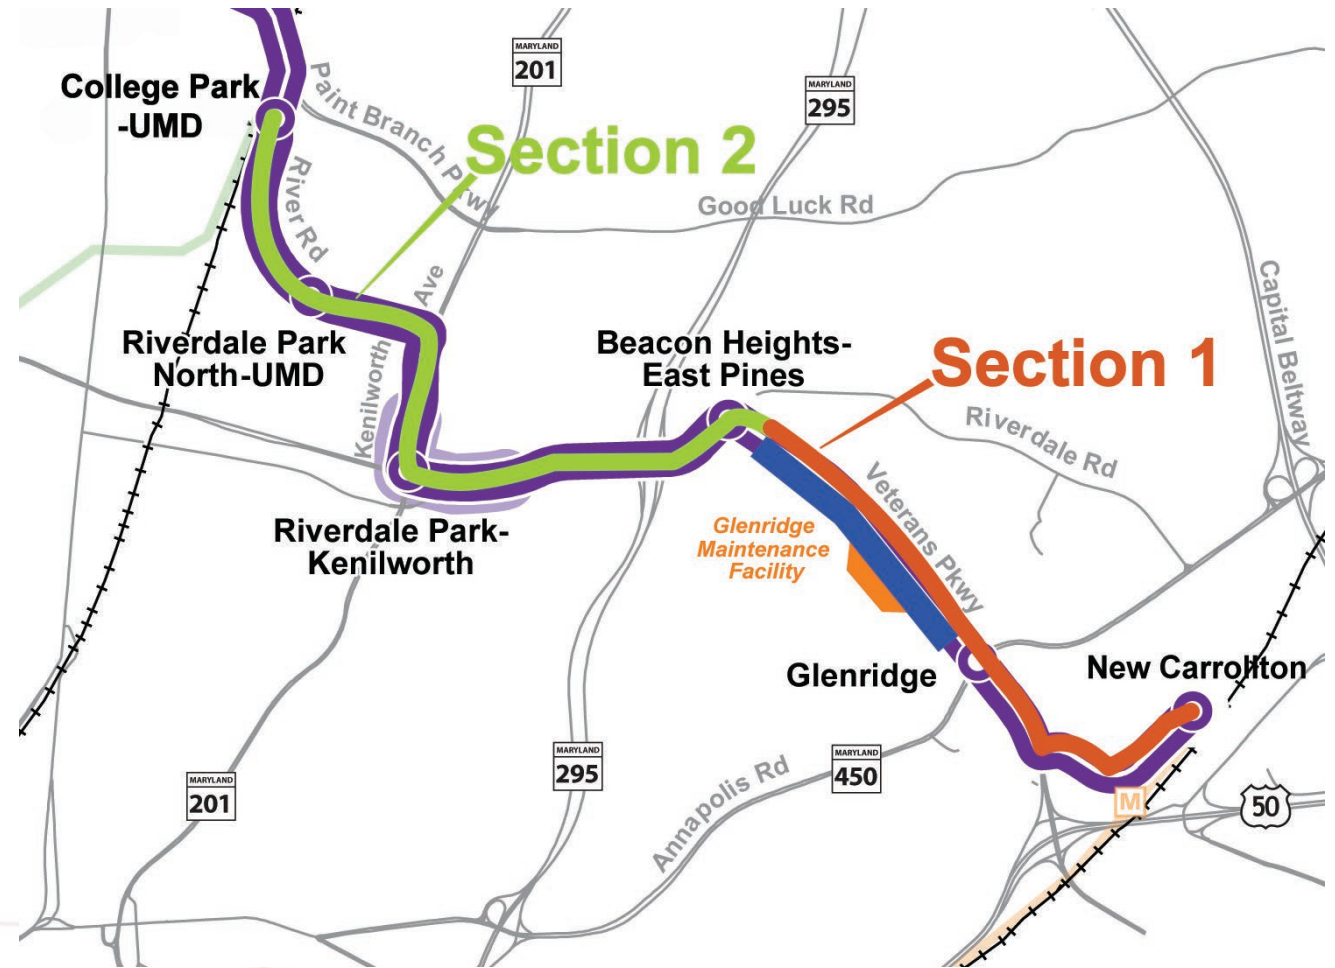 MARYLAND
201
MARYLAND
295
College Park
-UMD
Paint Branch Prwy
Section 2
River Rd
Good Luck Rd
Capital Beltway
Kenilworth Ave
Riverdale Park
North-UMD
Beacon Heights-
East Pines
Section 1
Riverdale Rd
Veterans Pkwy
Riverdale Park-
Kenilworth
Glenridge
Maintenance
Facility
Glenridge
New Carrollton
MARYLAND
201
MARYLAND
295
Annapolis Rd
MARYLAND
450
M
50